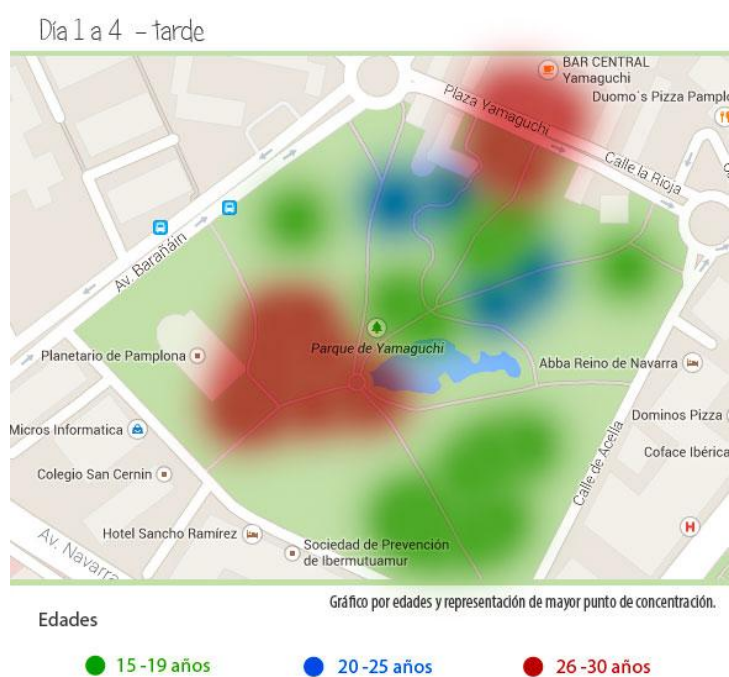 Día 1 a 4 - tarde
BAR CENTRAL
Yamaguchi
Duomo's Pizza Pamplo
Plaza Yamaguchi
Calle la Rioja
Av. Barañáin
Parque de Yamaguchi
Planetario de Pamplona
Abba Reino de Navarra
Micros Informatica
Dominos Pizza
Coface Ibérica
Colegio San Cernin
Calle de Acella
H
Hotel Sancho Ramírez
Sociedad de Prevención
de Ibermutuamur
Av. Navarra
Gráfico por edades y representación de mayor punto de concentración.
Edades
15 -19 años
20 -25 años
26 -30 años